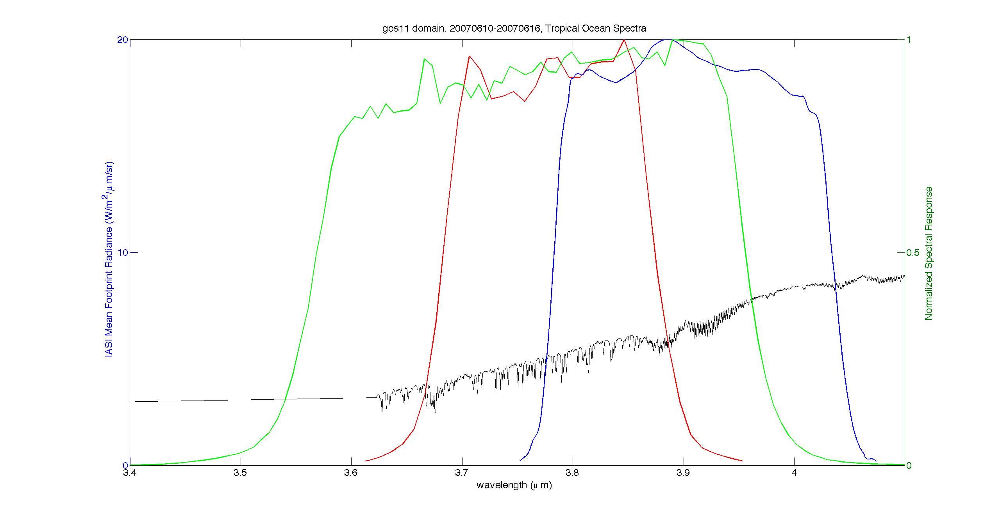 gos11 domain, 20070610-20070616, Tropical Ocean Spectra
20
10
0
IASI Mean Footprint Radiance (W/m²/μ m/sr)
1
0.5
0
Normalized Spectral Response
3.4 3.5 3.6 3.7 3.8 3.9 4
wavelength (μ m)